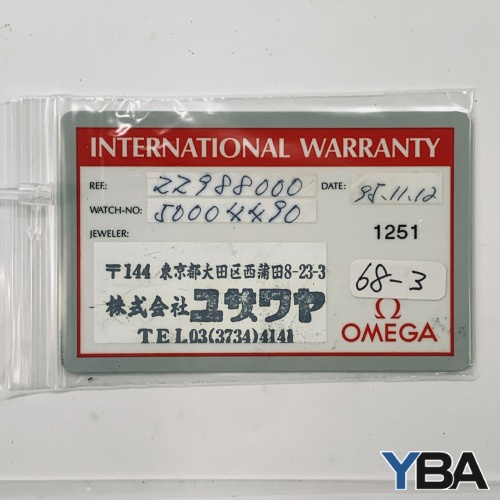 INTERNATIONAL WARRANTY
REF: 22988000 DATE: 95.11.12
WATCH-NO: 50004490
JEWELER: 1251
〒144 東京都大田区西蒲田8-23-3
株式会社ユザワヤ
TEL03(3734)4141
68-3
Ω
OMEGA
YBA